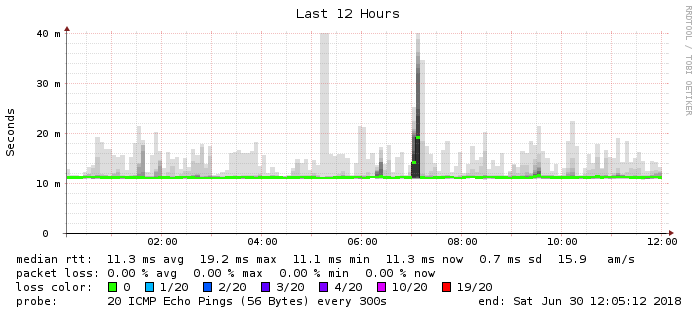 Last 12 Hours
RRDTOOL / TOBI OETIKER
Seconds
40 m
30 m
20 m
10 m
0
02:00 04:00 06:00 08:00 10:00 12:00
median rtt: 11.3 ms avg 19.2 ms max 11.1 ms min 11.3 ms now 0.7 ms sd 15.9 am/s
packet loss: 0.00 % avg 0.00 % max 0.00 % min 0.00 % now
loss color: 0 1/20 2/20 3/20 4/20 10/20 19/20
probe: 20 ICMP Echo Pings (56 Bytes) every 300s end: Sat Jun 30 12:05:12 2018